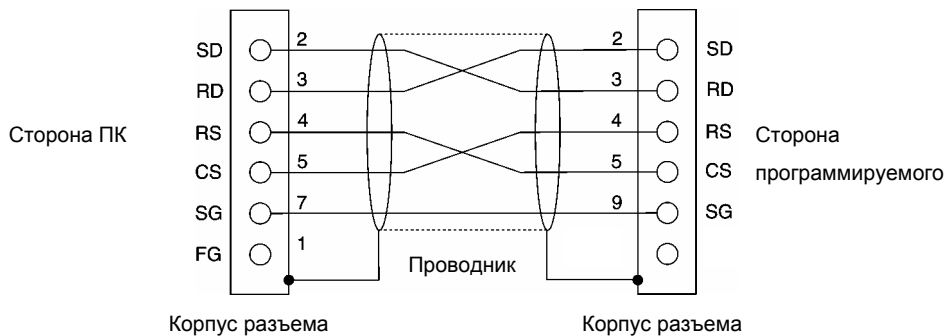 SD 2 2 SD
RD 3 3 RD
RS 4 4 RS
Сторона ПК
Сторона
CS 5 5 CS
программируемого
SG 7 9 SG
FG 1
Проводник
Корпус разъема
Корпус разъема